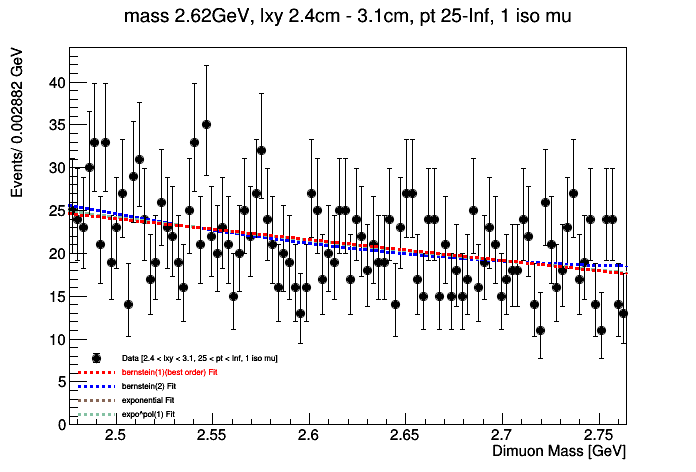 mass 2.62GeV, lxy 2.4cm - 3.1cm, pt 25-Inf, 1 iso mu
Events/ 0.002882 GeV
40
35
30
25
20
15
10
5
0
Data [2.4 < lxy < 3.1, 25 < pt < Inf, 1 iso mu]
bernstein(1)(best order) Fit
bernstein(2) Fit
exponential Fit
expo*pol(1) Fit
2.5
2.55
2.6
2.65
2.7
2.75
Dimuon Mass [GeV]